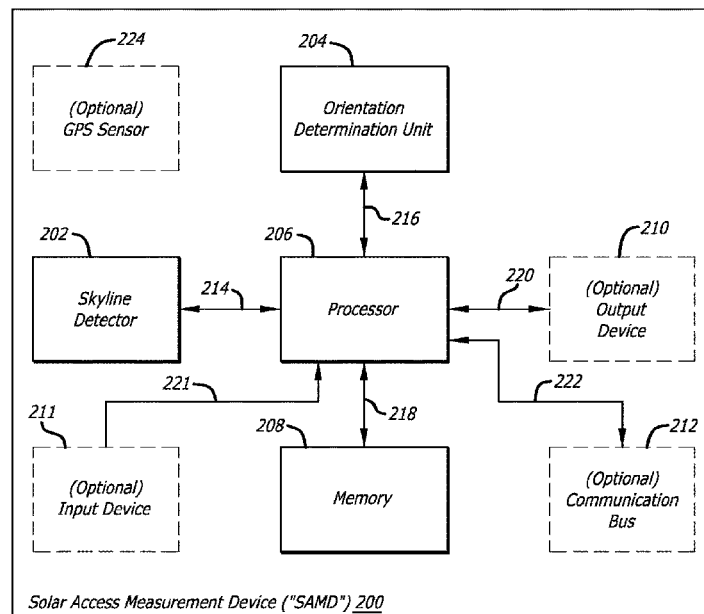 224
(Optional)
GPS Sensor
204
Orientation
Determination Unit
216
202
Skyline
Detector
214
206
Processor
220
210
(Optional)
Output
Device
221
211
(Optional)
Input Device
218
208
Memory
222
212
(Optional)
Communication
Bus
Solar Access Measurement Device ("SAMD") 200